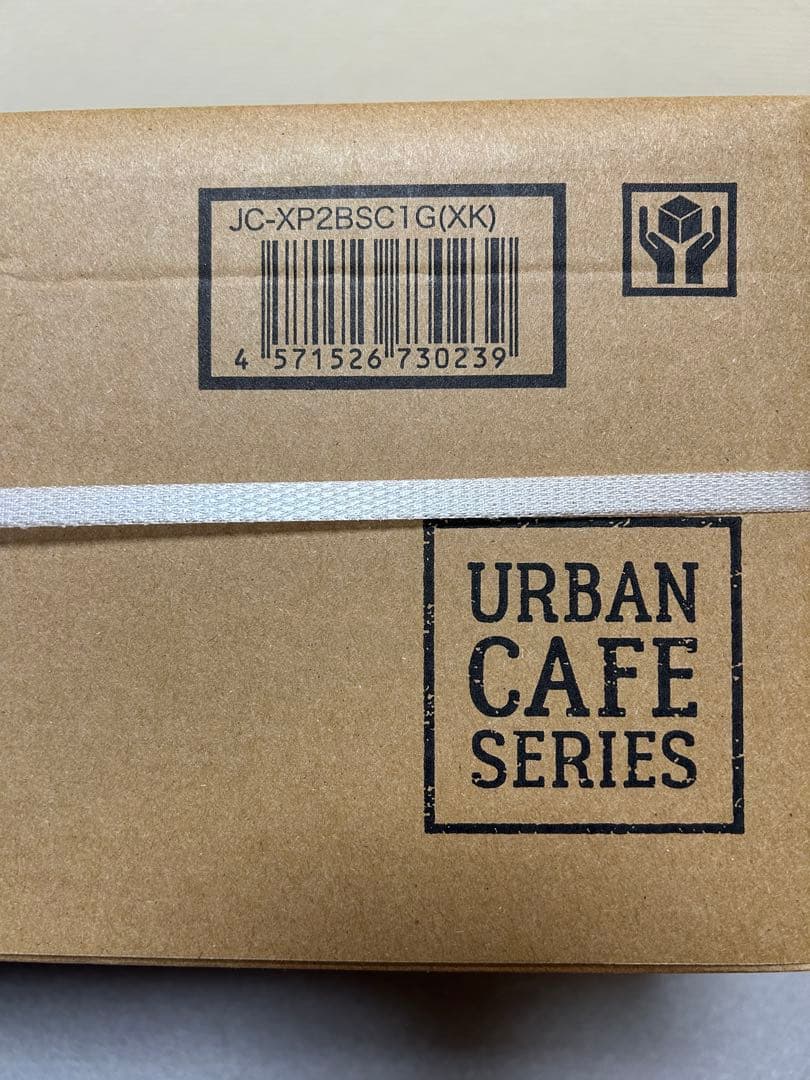 JC-XP2BSC1G(XK)
4 571526 730239
URBAN
CAFE
SERIES